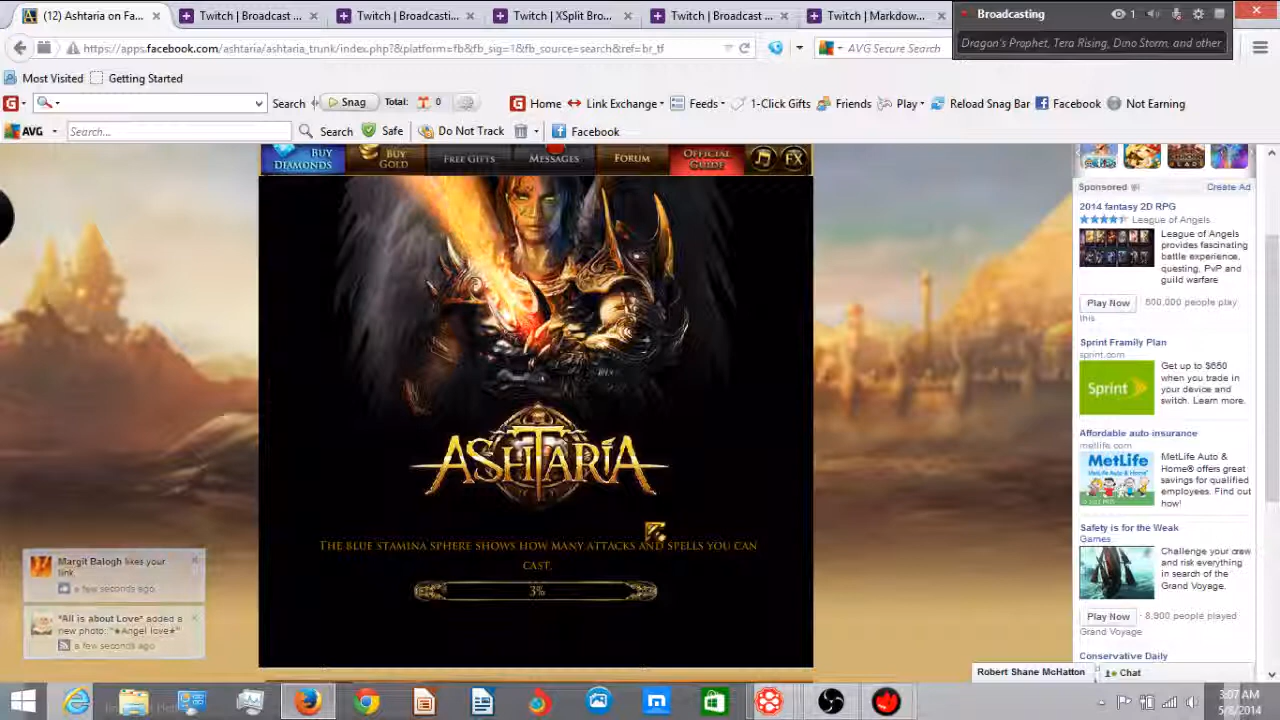 (12) Ashtaria on Fa... × Twitch | Broadcast ... × Twitch | Broadcasti... × Twitch | XSplit Bro... × Twitch | Broadcast ... × Twitch | Markdow... ×
Broadcasting 1
Dragon's Prophet, Tera Rising, Dino Storm, and other
https://apps.facebook.com/ashtaria/ashtaria_trunk/index.php?&platform=fb&fb_sig=1&fb_source=search&ref=br_tf
AVG Secure Search
Most Visited Getting Started
G Search Snag Total: 0 Home Link Exchange Feeds 1-Click Gifts Friends Play Reload Snag Bar Facebook Not Earning
AVG Search... Search Safe Do Not Track Facebook
BUY DIAMONDS
BUY GOLD
FREE GIFTS
MESSAGES
FORUM
OFFICIAL GUIDE
FX
ASHTARIA
THE BLUE STAMINA SPHERE SHOWS HOW MANY ATTACKS AND SPELLS YOU CAN
CAST.
3%
Margit Balogh likes your
link.
a few seconds ago
"All is about Love" added a
new photo: "★Angel love★"
a few seconds ago
Sponsored Create Ad
2014 fantasy 2D RPG
League of Angels
League of Angels
provides fascinating
battle experience,
questing, PvP and
guild warfare
Play Now · 600,000 people play
this
Sprint Framily Plan
sprint.com
Sprint
Get up to $650
when you trade in
your device and
switch. Learn more.
Affordable auto insurance
metlife.com
MetLife
MetLife Auto &
Home® offers great
savings for qualified
employees. Find out
how!
Safety is for the Weak
Games
Challenge your crew
and risk everything
in search of the
Grand Voyage.
Play Now · 8,900 people played
Grand Voyage
Conservative Daily
Robert Shane McHatton Chat
3:07 AM
5/8/2014